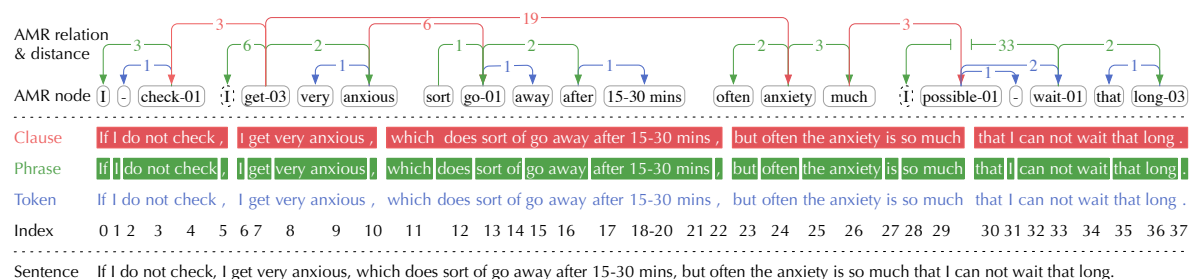 AMR relation & distance 3 3 1 6 2 1 19 6 1 2 1 2 3 3 33 1 2 2 1
AMR node I - check-01 I get-03 very anxious sort go-01 away after 15-30 mins often anxiety much I possible-01 - wait-01 that long-03
Clause If I do not check , I get very anxious , which does sort of go away after 15-30 mins , but often the anxiety is so much that I can not wait that long .
Phrase If I do not check , I get very anxious , which does sort of go away after 15-30 mins , but often the anxiety is so much that I can not wait that long .
Token If I do not check , I get very anxious , which does sort of go away after 15-30 mins , but often the anxiety is so much that I can not wait that long .
Index 0 1 2 3 4 5 6 7 8 9 10 11 12 13 14 15 16 17 18-20 21 22 23 24 25 26 27 28 29 30 31 32 33 34 35 36 37
Sentence If I do not check, I get very anxious, which does sort of go away after 15-30 mins, but often the anxiety is so much that I can not wait that long.